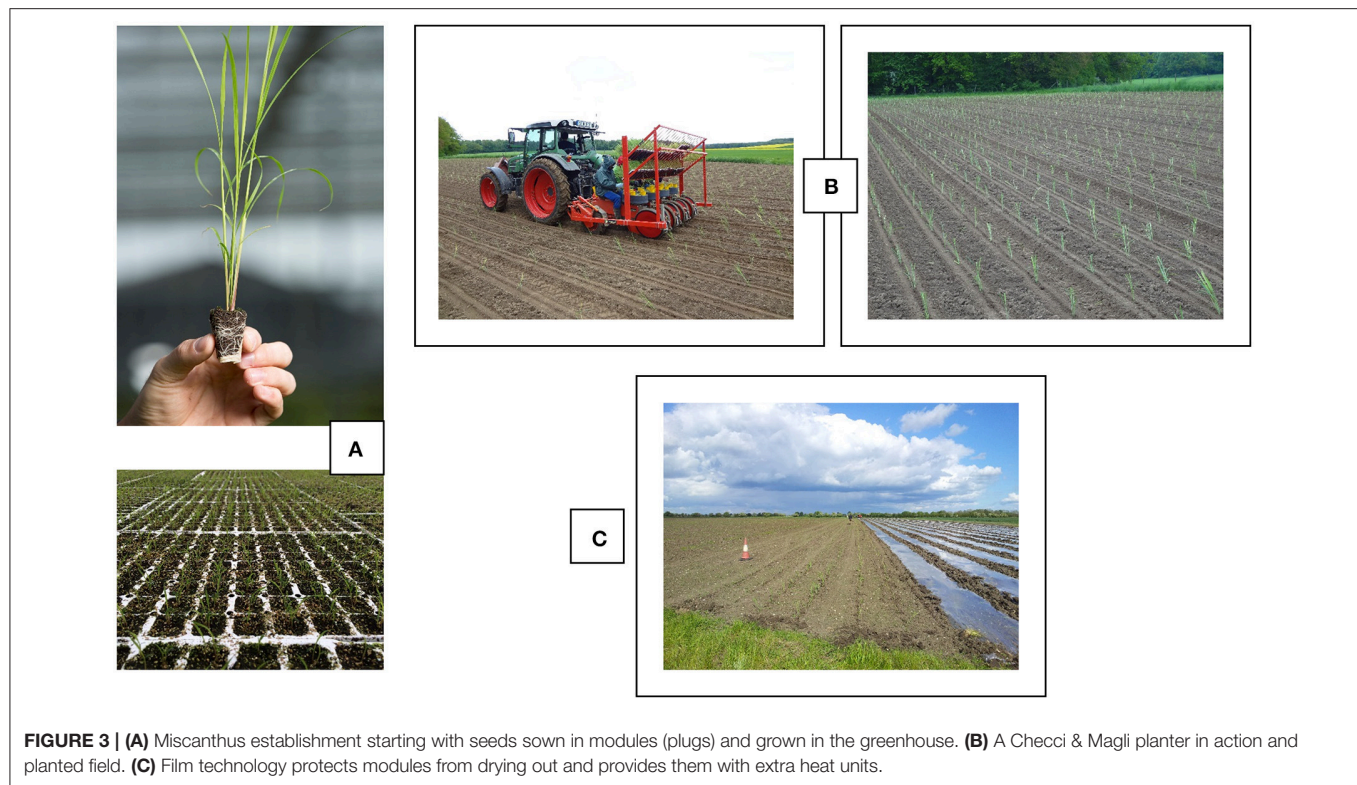 A
B
C
FIGURE 3 | (A) Miscanthus establishment starting with seeds sown in modules (plugs) and grown in the greenhouse. (B) A Checci & Magli planter in action and
planted field. (C) Film technology protects modules from drying out and provides them with extra heat units.